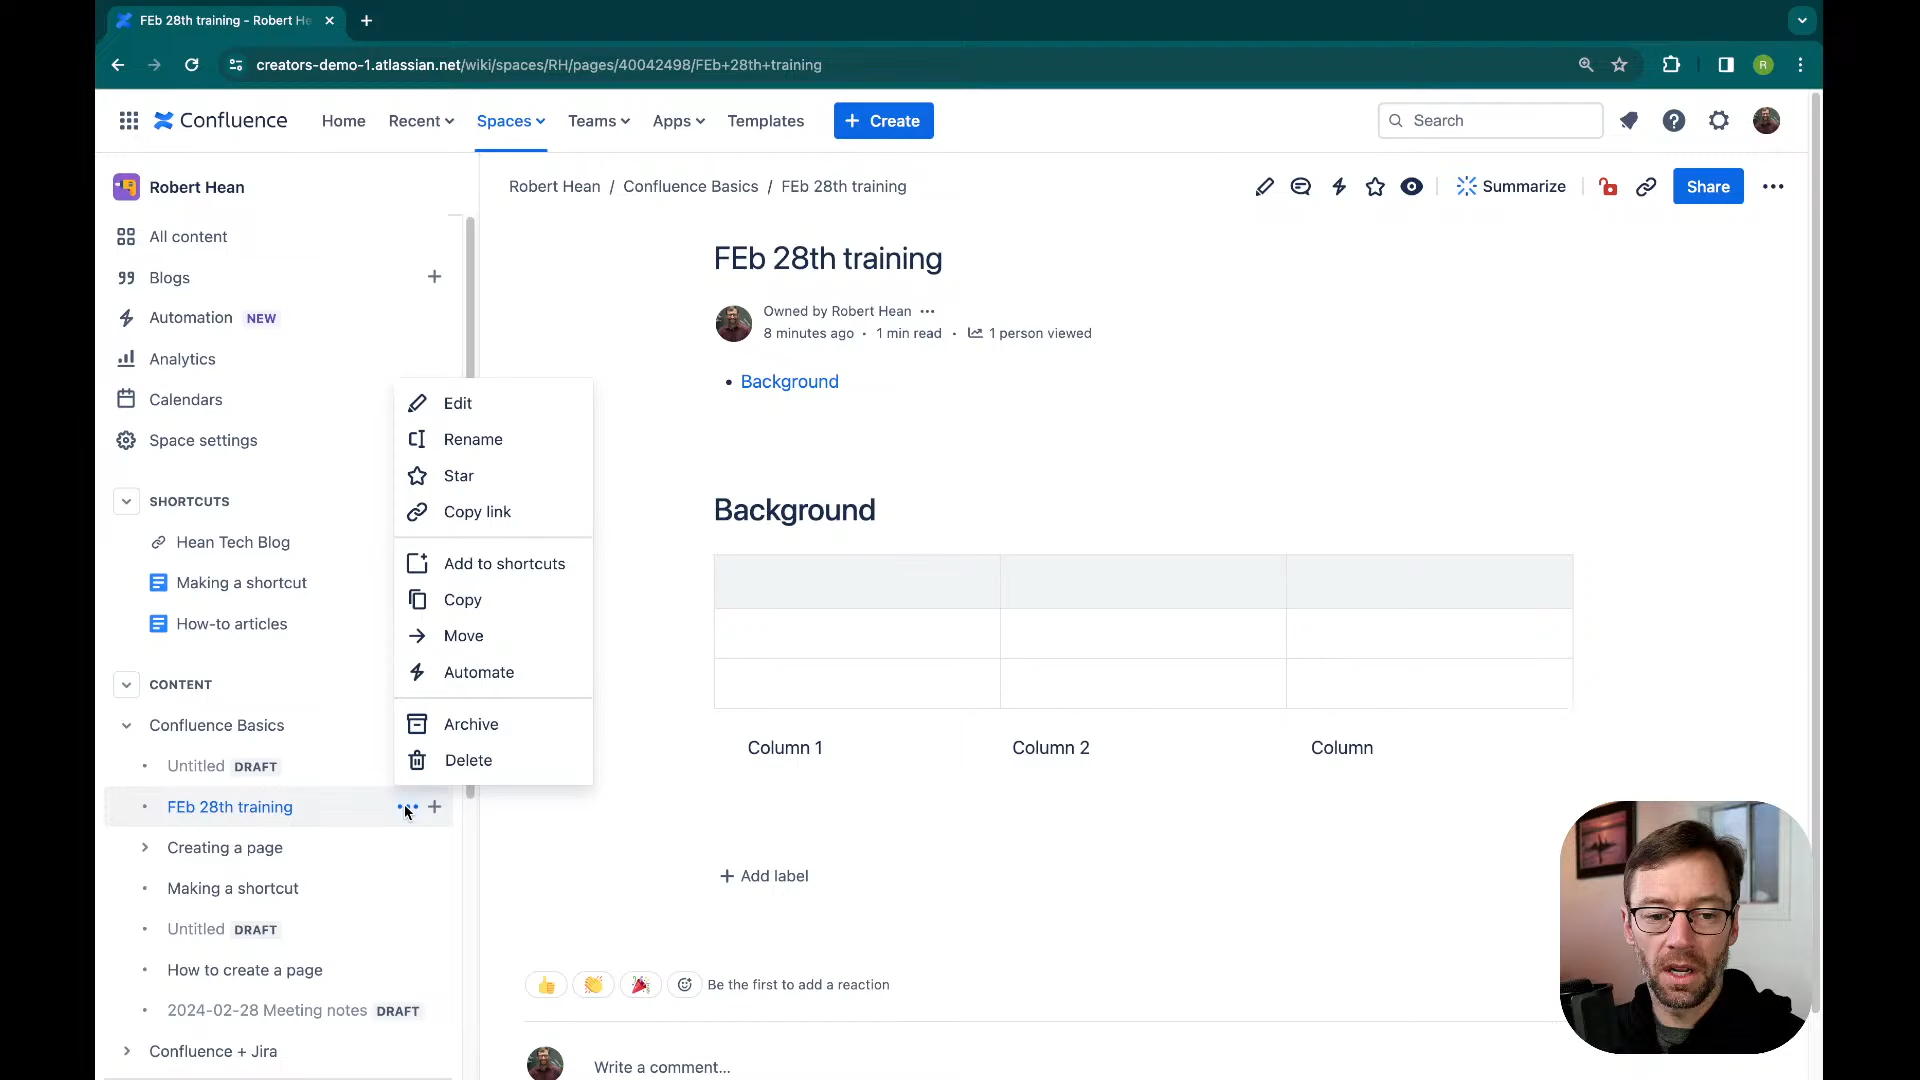 FEb 28th training - Robert He
creators-demo-1.atlassian.net/wiki/spaces/RH/pages/40042498/FEb+28th+training
R
Confluence
Home
Recent
Spaces
Teams
Apps
Templates
+ Create
Search
Robert Hean
All content
Blogs
Automation NEW
Analytics
Calendars
Space settings
SHORTCUTS
Hean Tech Blog
Making a shortcut
How-to articles
CONTENT
Confluence Basics
Untitled DRAFT
FEb 28th training
Creating a page
Making a shortcut
Untitled DRAFT
How to create a page
2024-02-28 Meeting notes DRAFT
Confluence + Jira
Edit
Rename
Star
Copy link
Add to shortcuts
Copy
Move
Automate
Archive
Delete
Robert Hean / Confluence Basics / FEb 28th training
Summarize
Share
FEb 28th training
Owned by Robert Hean
8 minutes ago · 1 min read · 1 person viewed
• Background
Background
Column 1
Column 2
Column
+ Add label
Be the first to add a reaction
Write a comment...